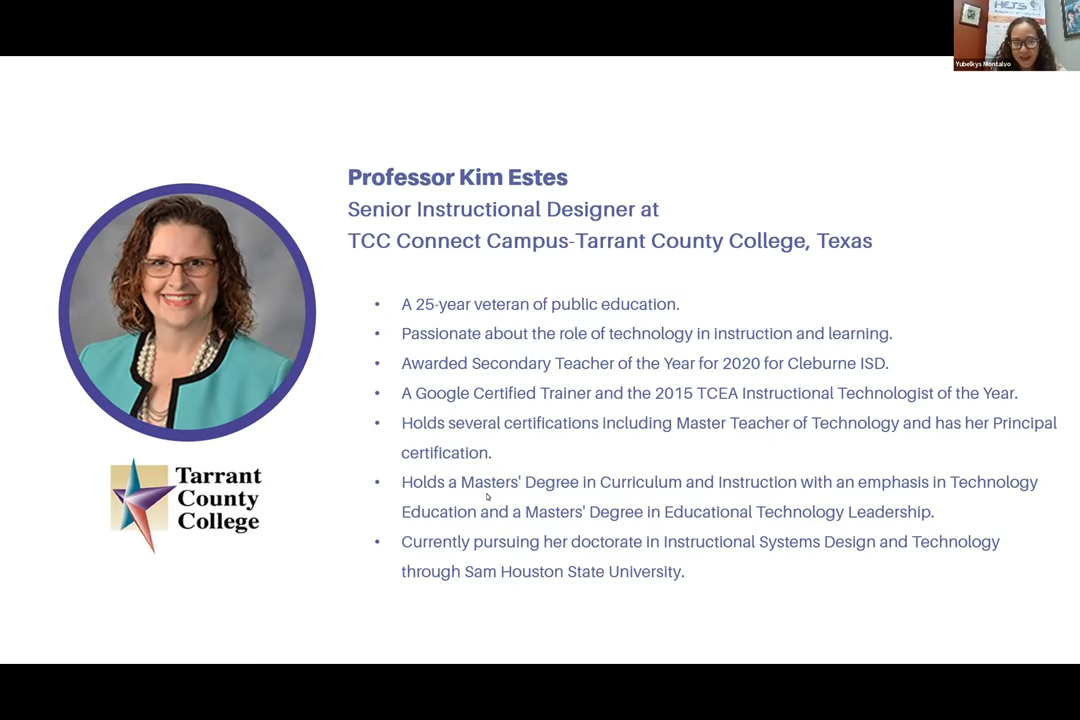 HETS
Yubelkys Montalvo
Professor Kim Estes
Senior Instructional Designer at
TCC Connect Campus-Tarrant County College, Texas
• A 25-year veteran of public education.
• Passionate about the role of technology in instruction and learning.
• Awarded Secondary Teacher of the Year for 2020 for Cleburne ISD.
• A Google Certified Trainer and the 2015 TCEA Instructional Technologist of the Year.
• Holds several certifications including Master Teacher of Technology and has her Principal
certification.
• Holds a Masters' Degree in Curriculum and Instruction with an emphasis in Technology
Education and a Masters' Degree in Educational Technology Leadership.
• Currently pursuing her doctorate in Instructional Systems Design and Technology
through Sam Houston State University.
Tarrant
County
College